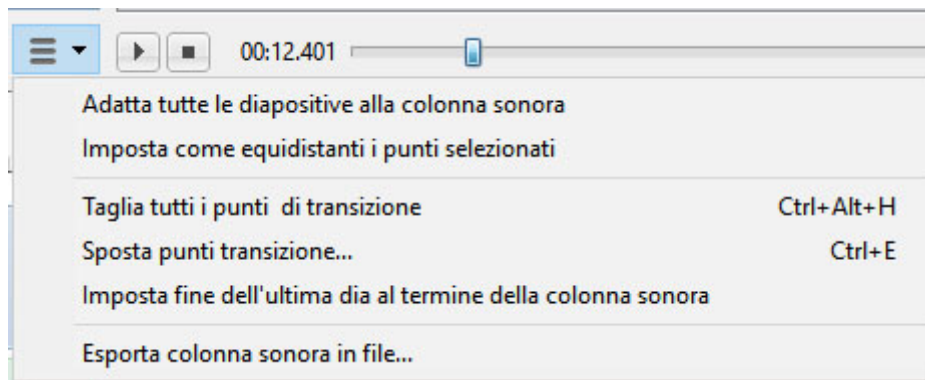 00:12.401
Adatta tutte le diapositive alla colonna sonora
Imposta come equidistanti i punti selezionati
Taglia tutti i punti  di transizione Ctrl+Alt+H
Sposta punti transizione... Ctrl+E
Imposta fine dell'ultima dia al termine della colonna sonora
Esporta colonna sonora in file...